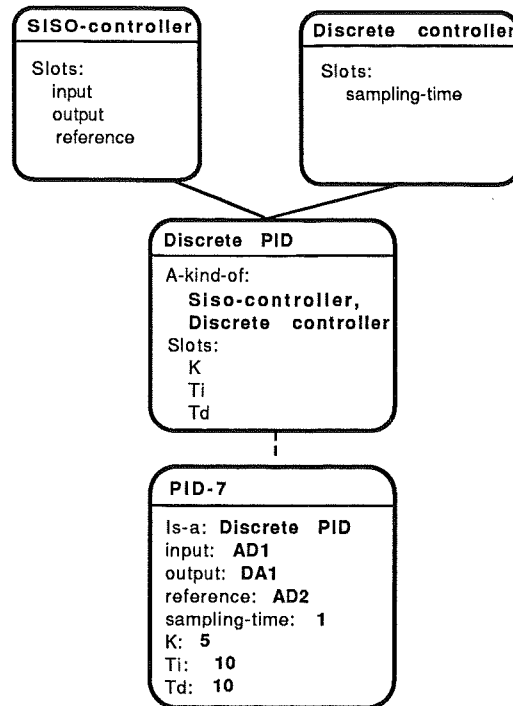 SISO-controller
Slots:
input
output
reference
Discrete controller
Slots:
sampling-time
Discrete PID
A-kind-of:
Siso-controller,
Discrete controller
Slots:
K
Ti
Td
PID-7
Is-a: Discrete PID
input: AD1
output: DA1
reference: AD2
sampling-time: 1
K: 5
Ti: 10
Td: 10